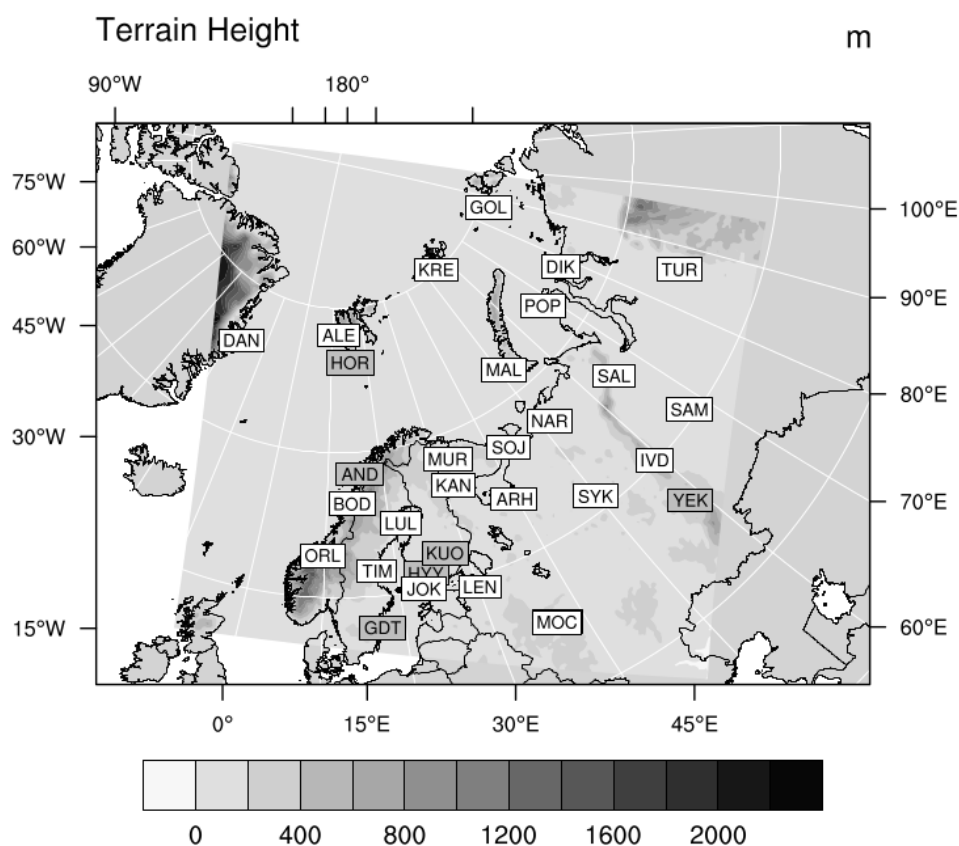 Terrain Height
m
90°W 180°
75°W
60°W
45°W
30°W
15°W
100°E
90°E
80°E
70°E
60°E
GOL
KRE
DIK
TUR
POP
DAN
ALE
HOR
MAL
SAL
SAM
NAR
SOJ
MUR
IVD
AND
KAN
ARH
SYK
YEK
BOD
LUL
ORL
KUO
TIM
HYY
JOK
LEN
GDT
MOC
0° 15°E 30°E 45°E
0 400 800 1200 1600 2000